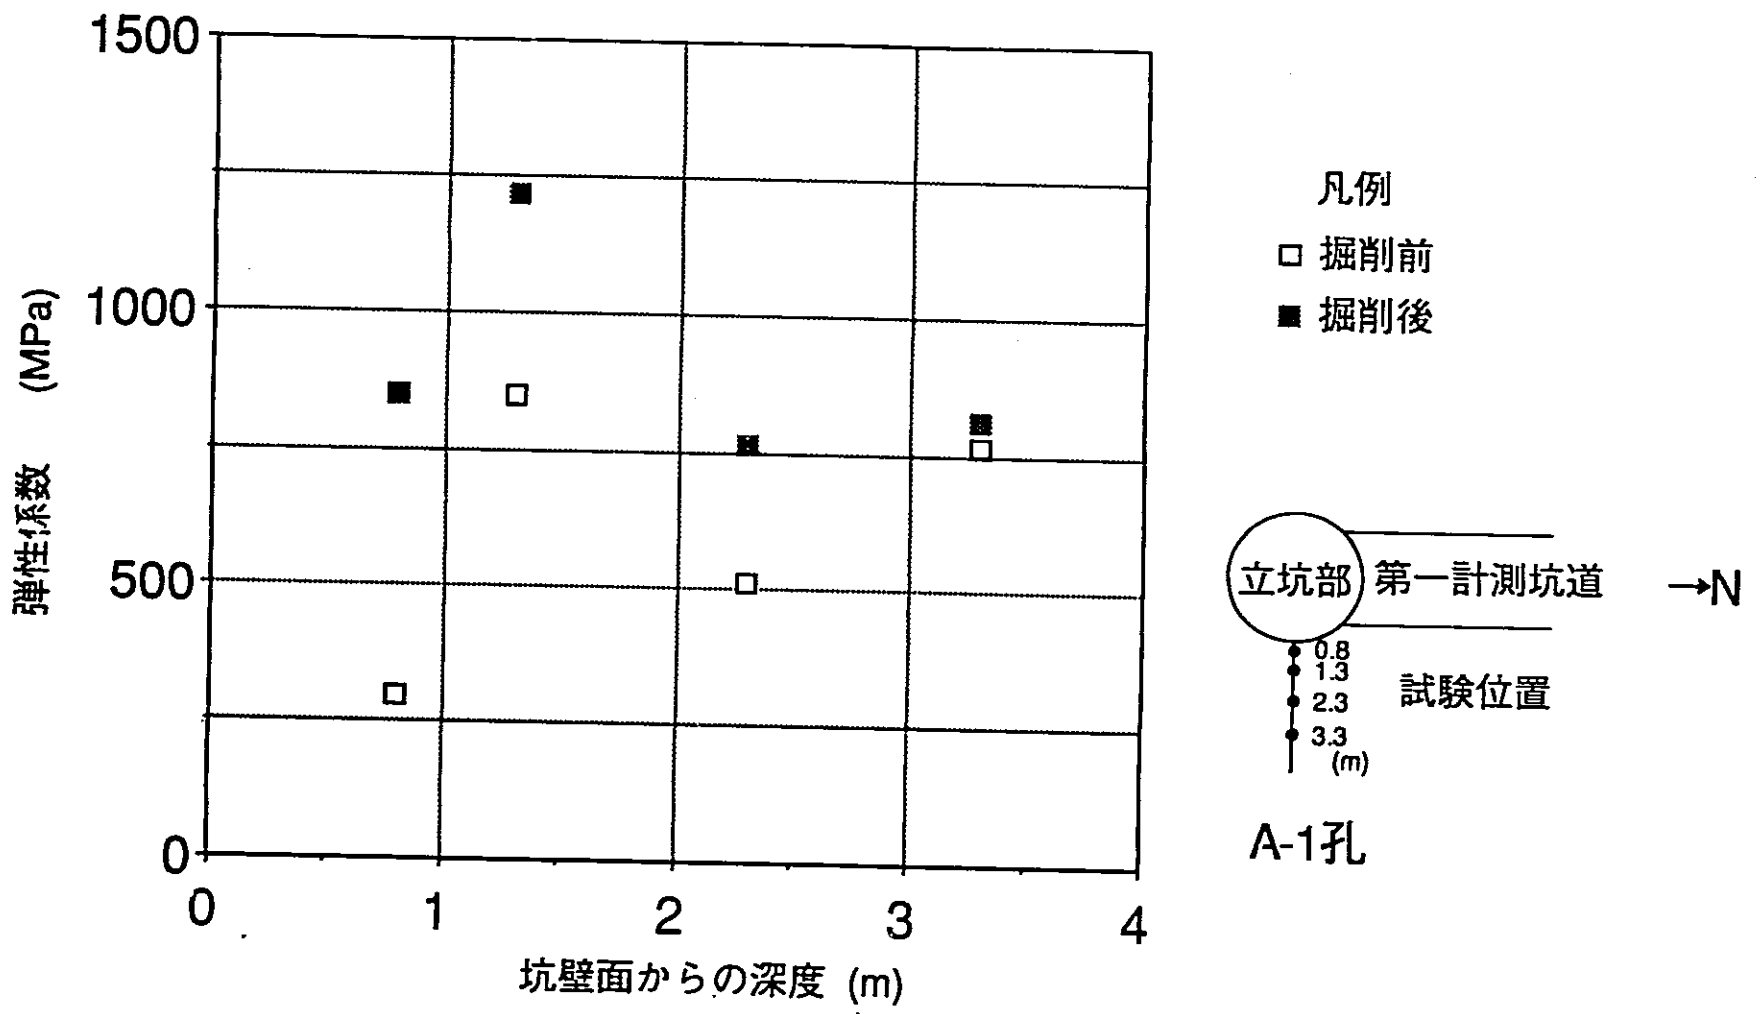 1500
1000
500
0
0 1 2 3 4
弾性係数 (MPa)
坑壁面からの深度 (m)
凡例
掘削前
掘削後
立坑部 第一計測坑道 →N
0.8
1.3
2.3
3.3
(m)
試験位置
A-1孔